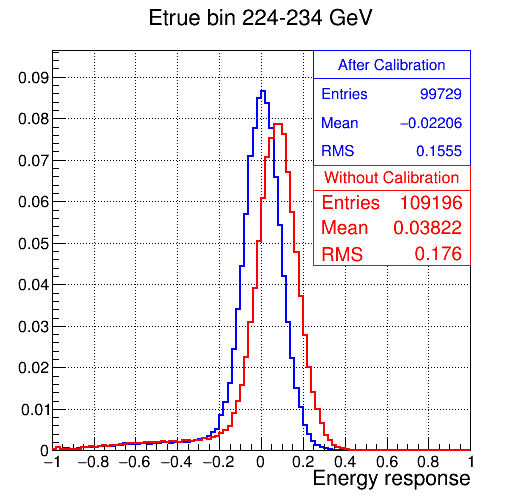 Etrue bin 224-234 GeV
After Calibration
Entries 99729
Mean −0.02206
RMS 0.1555
Without Calibration
Entries 109196
Mean 0.03822
RMS 0.176
0.09
0.08
0.07
0.06
0.05
0.04
0.03
0.02
0.01
0
−1 −0.8 −0.6 −0.4 −0.2 0 0.2 0.4 0.6 0.8 1
Energy response